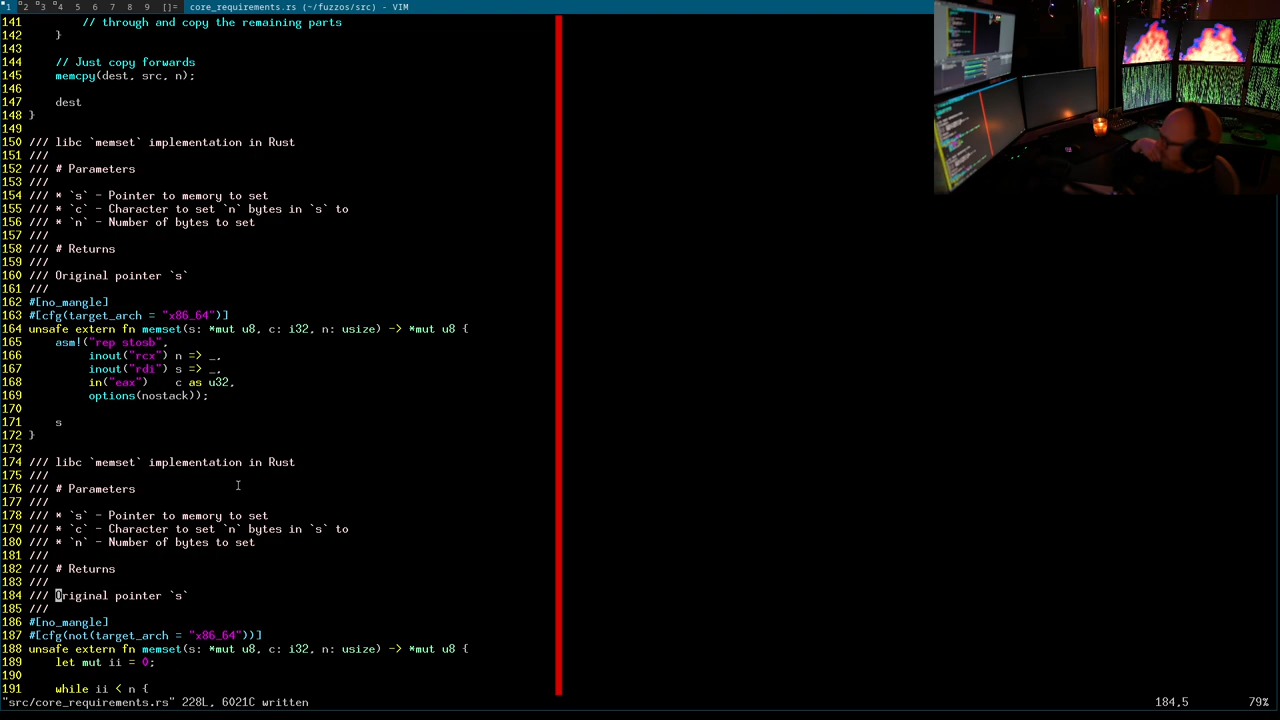 1 2 3 4 5 6 7 8 9 []= core_requirements.rs (~/fuzzos/src) - VIM
141         // through and copy the remaining parts
142     }
143
144     // Just copy forwards
145     memcpy(dest, src, n);
146
147     dest
148 }
149
150 /// libc `memset` implementation in Rust
151 ///
152 /// # Parameters
153 ///
154 /// * `s` - Pointer to memory to set
155 /// * `c` - Character to set `n` bytes in `s` to
156 /// * `n` - Number of bytes to set
157 ///
158 /// # Returns
159 ///
160 /// Original pointer `s`
161 ///
162 #[no_mangle]
163 #[cfg(target_arch = "x86_64")]
164 unsafe extern fn memset(s: *mut u8, c: i32, n: usize) -> *mut u8 {
165     asm!("rep stosb",
166          inout("rcx") n => _,
167          inout("rdi") s => _,
168          in("eax")    c as u32,
169          options(nostack));
170
171     s
172 }
173
174 /// libc `memset` implementation in Rust
175 ///
176 /// # Parameters
177 ///
178 /// * `s` - Pointer to memory to set
179 /// * `c` - Character to set `n` bytes in `s` to
180 /// * `n` - Number of bytes to set
181 ///
182 /// # Returns
183 ///
184 /// Original pointer `s`
185 ///
186 #[no_mangle]
187 #[cfg(not(target_arch = "x86_64"))]
188 unsafe extern fn memset(s: *mut u8, c: i32, n: usize) -> *mut u8 {
189     let mut ii = 0;
190
191     while ii < n {
"src/core_requirements.rs" 228L, 6021C written 184,5 79%